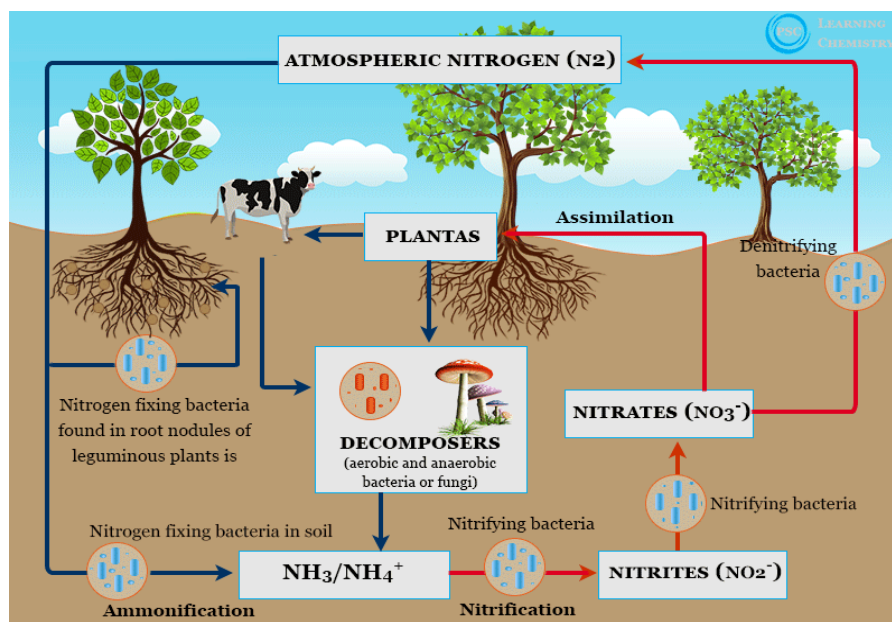 PSC
LEARNING
CHEMISTRY
ATMOSPHERIC NITROGEN (N2)
PLANTAS
Assimilation
Denitrifying
bacteria
Nitrogen fixing bacteria
found in root nodules of
leguminous plants is
DECOMPOSERS
(aerobic and anaerobic
bacteria or fungi)
NITRATES (NO3⁻)
Nitrifying bacteria
Nitrogen fixing bacteria in soil
Nitrifying bacteria
NH₃/NH₄⁺
NITRITES (NO2⁻)
Ammonification
Nitrification